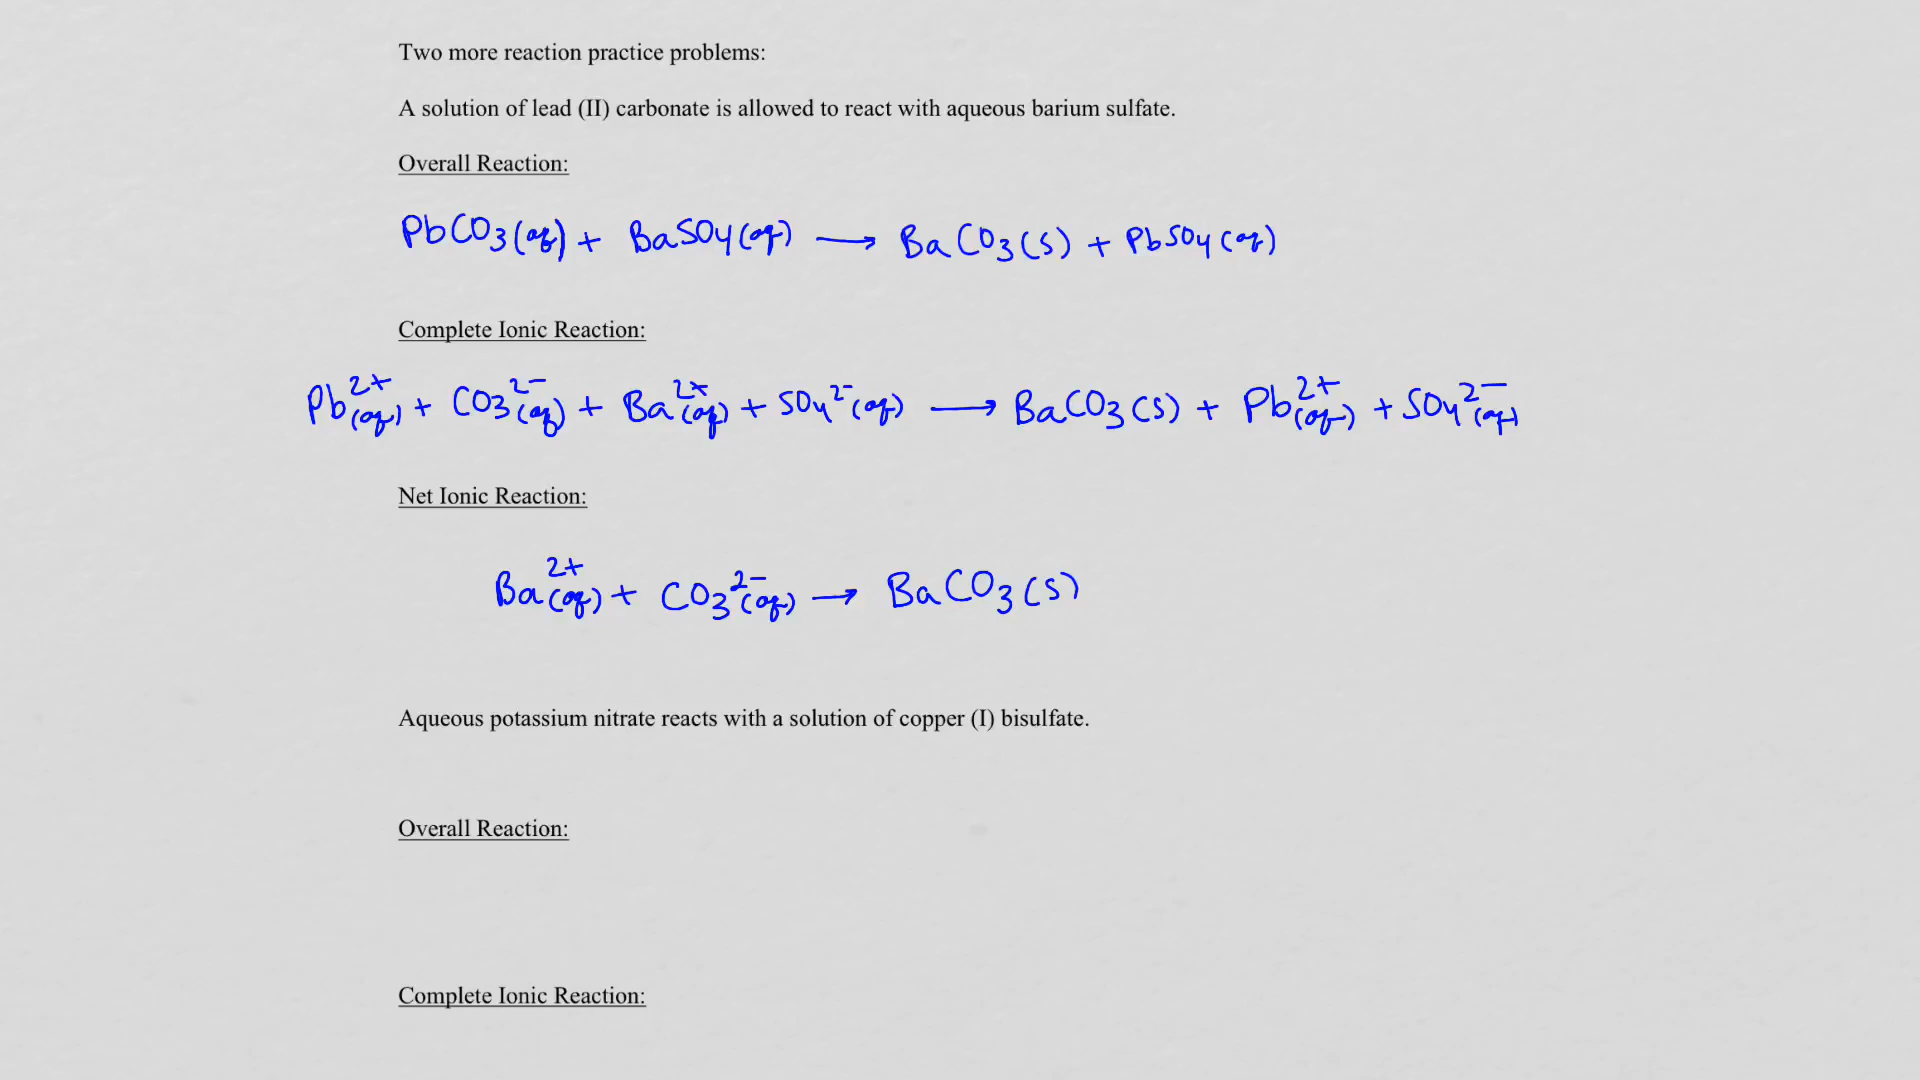 Two more reaction practice problems:
A solution of lead (II) carbonate is allowed to react with aqueous barium sulfate.
Overall Reaction:
PbCO3(aq) + BaSO4(aq) → BaCO3(s) + PbSO4(aq)
Complete Ionic Reaction:
Pb²⁺(aq) + CO3²⁻(aq) + Ba²⁺(aq) + SO4²⁻(aq) → BaCO3(s) + Pb²⁺(aq) + SO4²⁻(aq)
Net Ionic Reaction:
Ba²⁺(aq) + CO3²⁻(aq) → BaCO3(s)
Aqueous potassium nitrate reacts with a solution of copper (I) bisulfate.
Overall Reaction:
Complete Ionic Reaction: